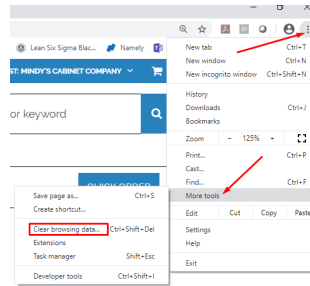 Lean Six Sigma Blac... Namely
ST: MINDY'S CABINET COMPANY
or keyword
QUICK ORDER
New tab Ctrl+T
New window Ctrl+N
New incognito window Ctrl+Shift+N
History
Downloads Ctrl+J
Bookmarks
Zoom - 125% +
Print... Ctrl+P
Cast...
Find... Ctrl+F
More tools
Edit Cut Copy Paste
Settings
Help
Exit
Save page as... Ctrl+S
Create shortcut...
Clear browsing data... Ctrl+Shift+Del
Extensions
Task manager Shift+Esc
Developer tools Ctrl+Shift+I